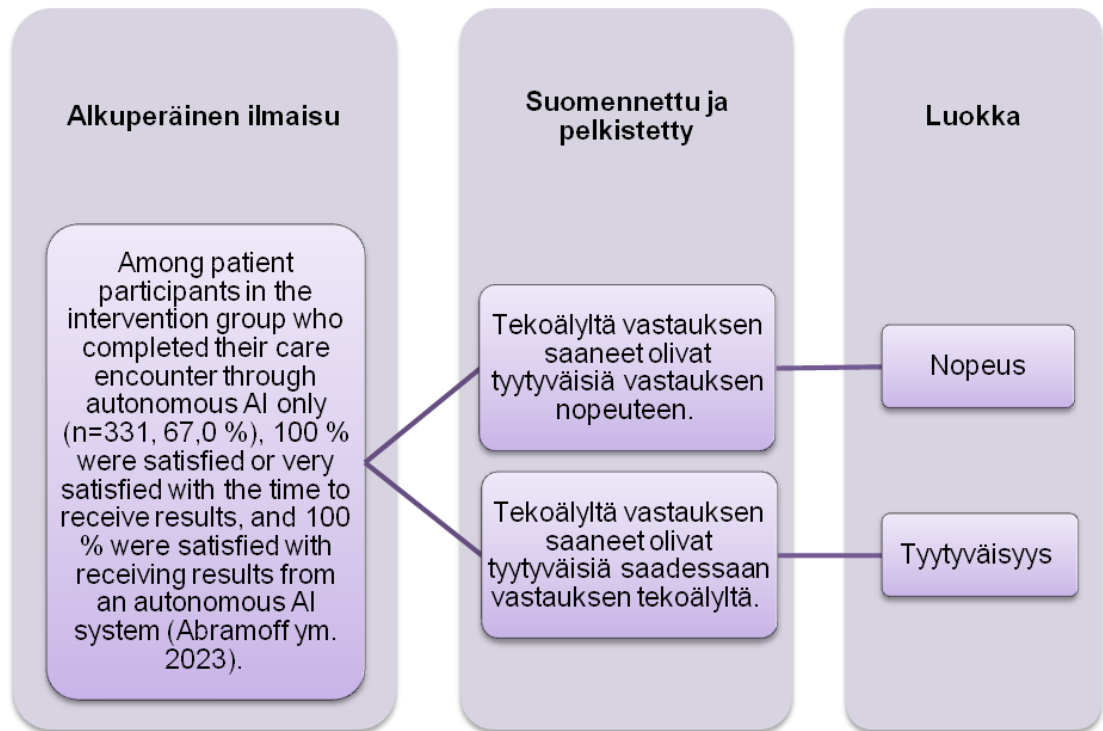 Alkuperäinen ilmaisu
Among patient
participants in the
intervention group who
completed their care
encounter through
autonomous AI only
(n=331, 67,0 %), 100 %
were satisfied or very
satisfied with the time to
receive results, and 100
% were satisfied with
receiving results from
an autonomous AI
system (Abramoff ym.
2023).
Suomennettu ja
pelkistetty
Tekoälyltä vastauksen
saaneet olivat
tyytyväisiä vastauksen
nopeuteen.
Tekoälyltä vastauksen
saaneet olivat
tyytyväisiä saadessaan
vastauksen tekoälyltä.
Luokka
Nopeus
Tyytyväisyys